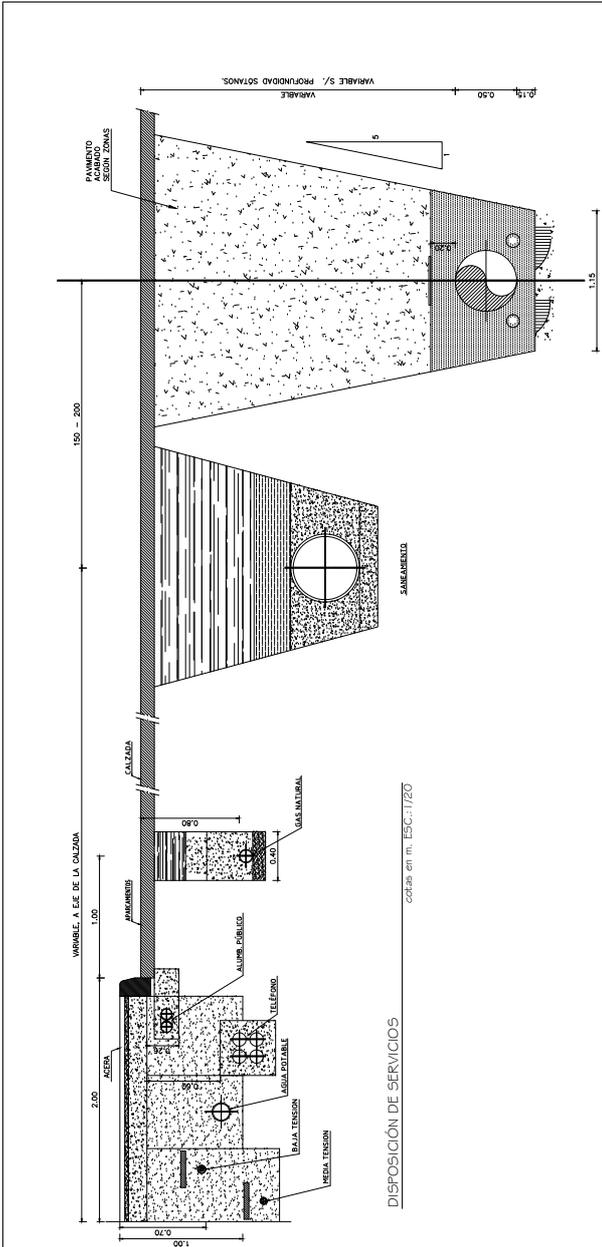 VARIABLE, A EJE DE LA CALZADA
150 - 200
2.00
1.00
ACERA
APARCAMIENTOS
CALZADA
PAVIMENTO
ACABADO
SEGÚN ZONAS
VARIABLE
VARIABLE S/. PROFUNDIDAD SÓTANOS.
0.50
0.15
5
1
0.20
1.15
SANEAMIENTO
0.80
0.40
GAS NATURAL
ALUMB. PÚBLICO
TELÉFONO
AGUA POTABLE
BAJA TENSION
MEDIA TENSION
0.60
0.70
1.00
DISPOSICIÓN DE SERVICIOS
cotas en m. ESC.:1/20